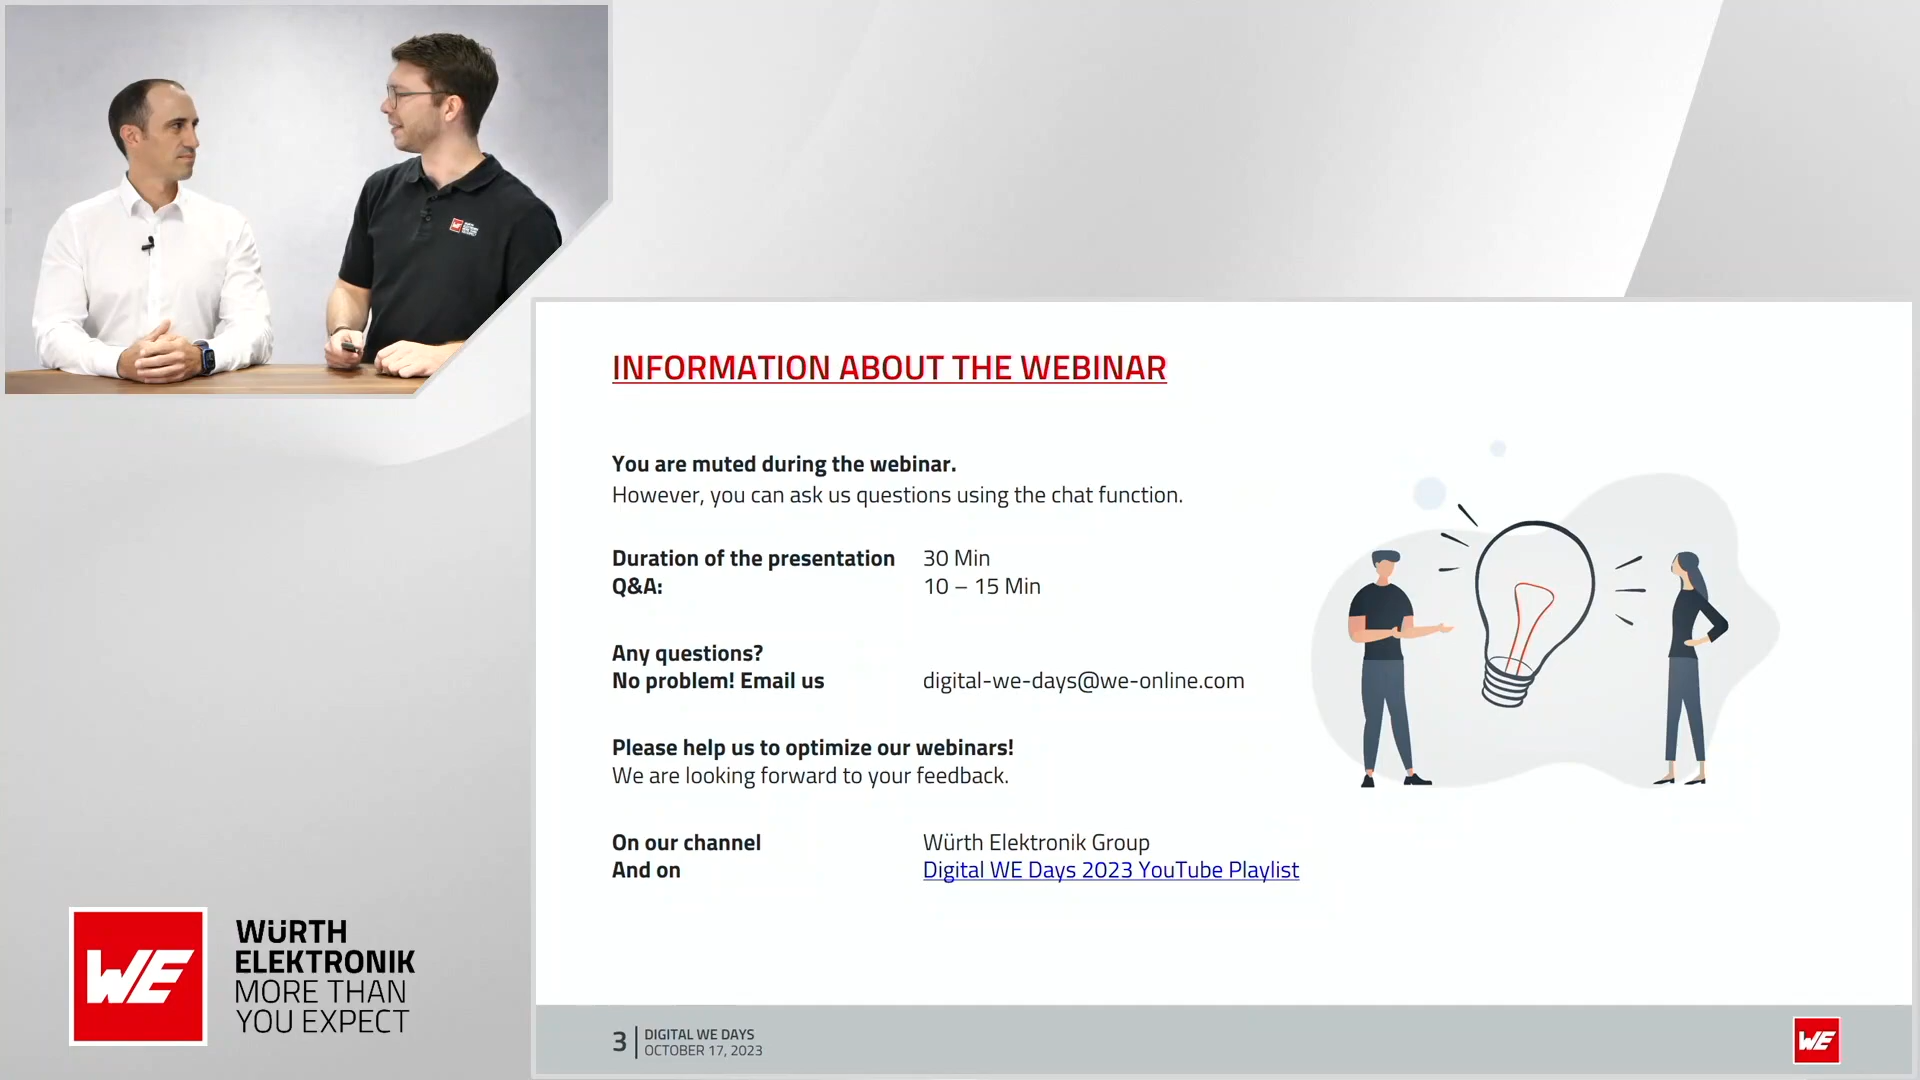 INFORMATION ABOUT THE WEBINAR
You are muted during the webinar.
However, you can ask us questions using the chat function.
Duration of the presentation 30 Min
Q&A: 10 – 15 Min
Any questions?
No problem! Email us digital-we-days@we-online.com
Please help us to optimize our webinars!
We are looking forward to your feedback.
On our channel Würth Elektronik Group
And on Digital WE Days 2023 YouTube Playlist
WE
WÜRTH
ELEKTRONIK
MORE THAN
YOU EXPECT
3
DIGITAL WE DAYS
OCTOBER 17, 2023
WE
WE